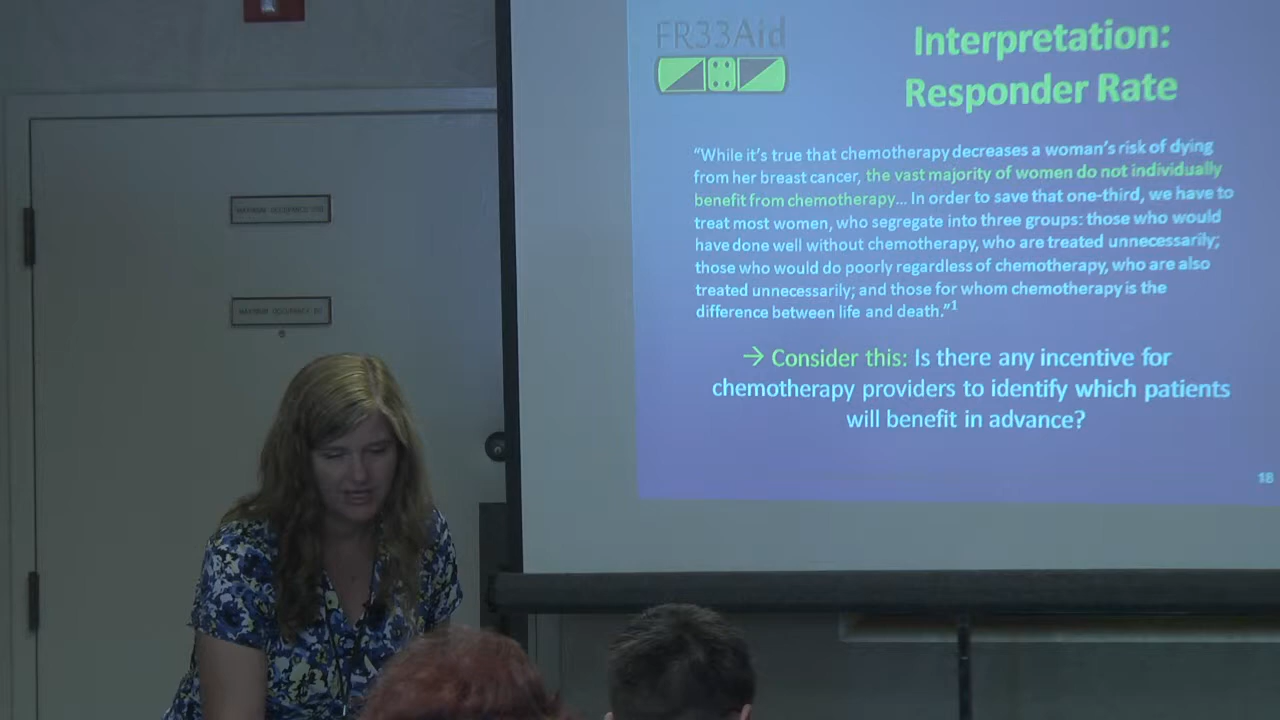 FR33Aid
Interpretation:
Responder Rate
“While it’s true that chemotherapy decreases a woman’s risk of dying
from her breast cancer, the vast majority of women do not individually
benefit from chemotherapy… In order to save that one-third, we have to
treat most women, who segregate into three groups: those who would
have done well without chemotherapy, who are treated unnecessarily;
those who would do poorly regardless of chemotherapy, who are also
treated unnecessarily; and those for whom chemotherapy is the
difference between life and death.”1
→ Consider this: Is there any incentive for
chemotherapy providers to identify which patients
will benefit in advance?
18
MAXIMUM OCCUPANCY
MAXIMUM OCCUPANCY